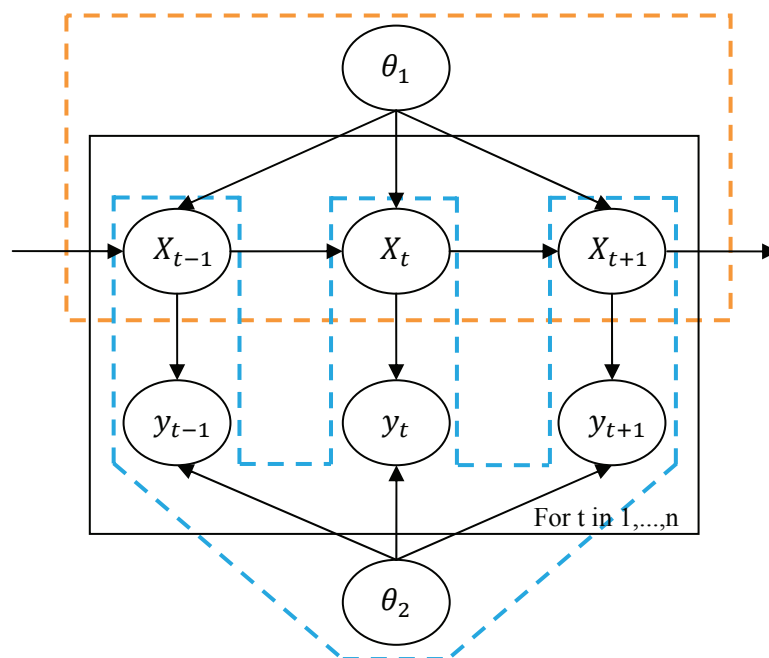 θ₁
Xₜ₋₁ Xₜ Xₜ₊₁
yₜ₋₁ yₜ yₜ₊₁
For t in 1,...,n
θ₂